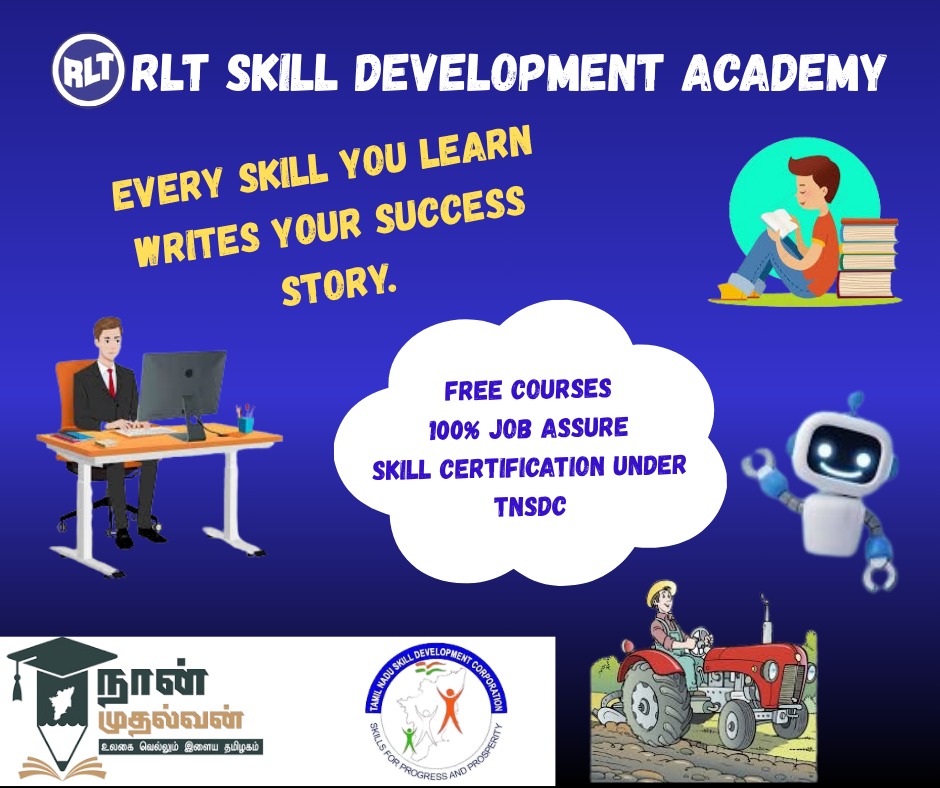 RLT
RLT SKILL DEVELOPMENT ACADEMY
EVERY SKILL YOU LEARN
WRITES YOUR SUCCESS
STORY.
FREE COURSES
100% JOB ASSURE
SKILL CERTIFICATION UNDER
TNSDC
நான்
முதல்வன்
உலகை வெல்லும் இளைய தமிழகம்
TAMIL NADU SKILL DEVELOPMENT CORPORATION
SKILLS FOR PROGRESS AND PROSPERITY